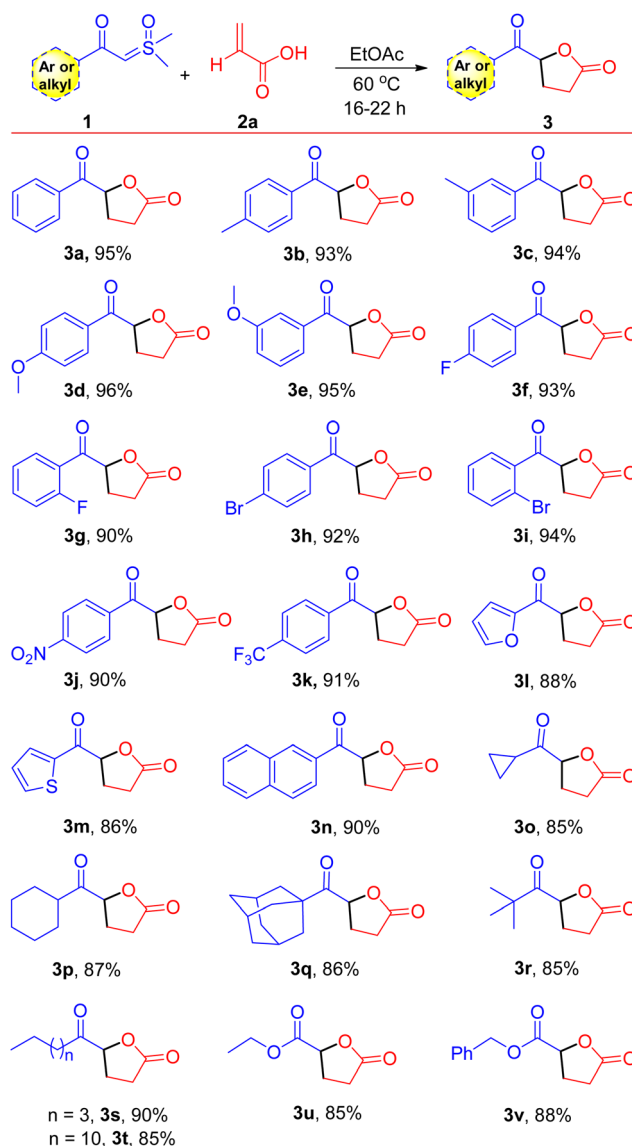 O
O
S
Ar or
alkyl
1
+
H
OH
O
2a
EtOAc
60 °C
16-22 h
O
O
O
Ar or
alkyl
3
O
O
O
3a, 95%
O
O
O
3b, 93%
O
O
O
3c, 94%
O
O
O
O
3d, 96%
O
O
O
O
3e, 95%
O
O
O
F
3f, 93%
O
O
O
F
3g, 90%
O
O
O
Br
3h, 92%
O
O
O
Br
3i, 94%
O
O
O
O₂N
3j, 90%
O
O
O
F₃C
3k, 91%
O
O
O
O
3l, 88%
O
O
O
S
3m, 86%
O
O
O
3n, 90%
O
O
O
3o, 85%
O
O
O
3p, 87%
O
O
O
3q, 86%
O
O
O
3r, 85%
O
O
O
( )n
n = 3, 3s, 90%
n = 10, 3t, 85%
O
O
O
O
3u, 85%
O
O
O
Ph O
3v, 88%